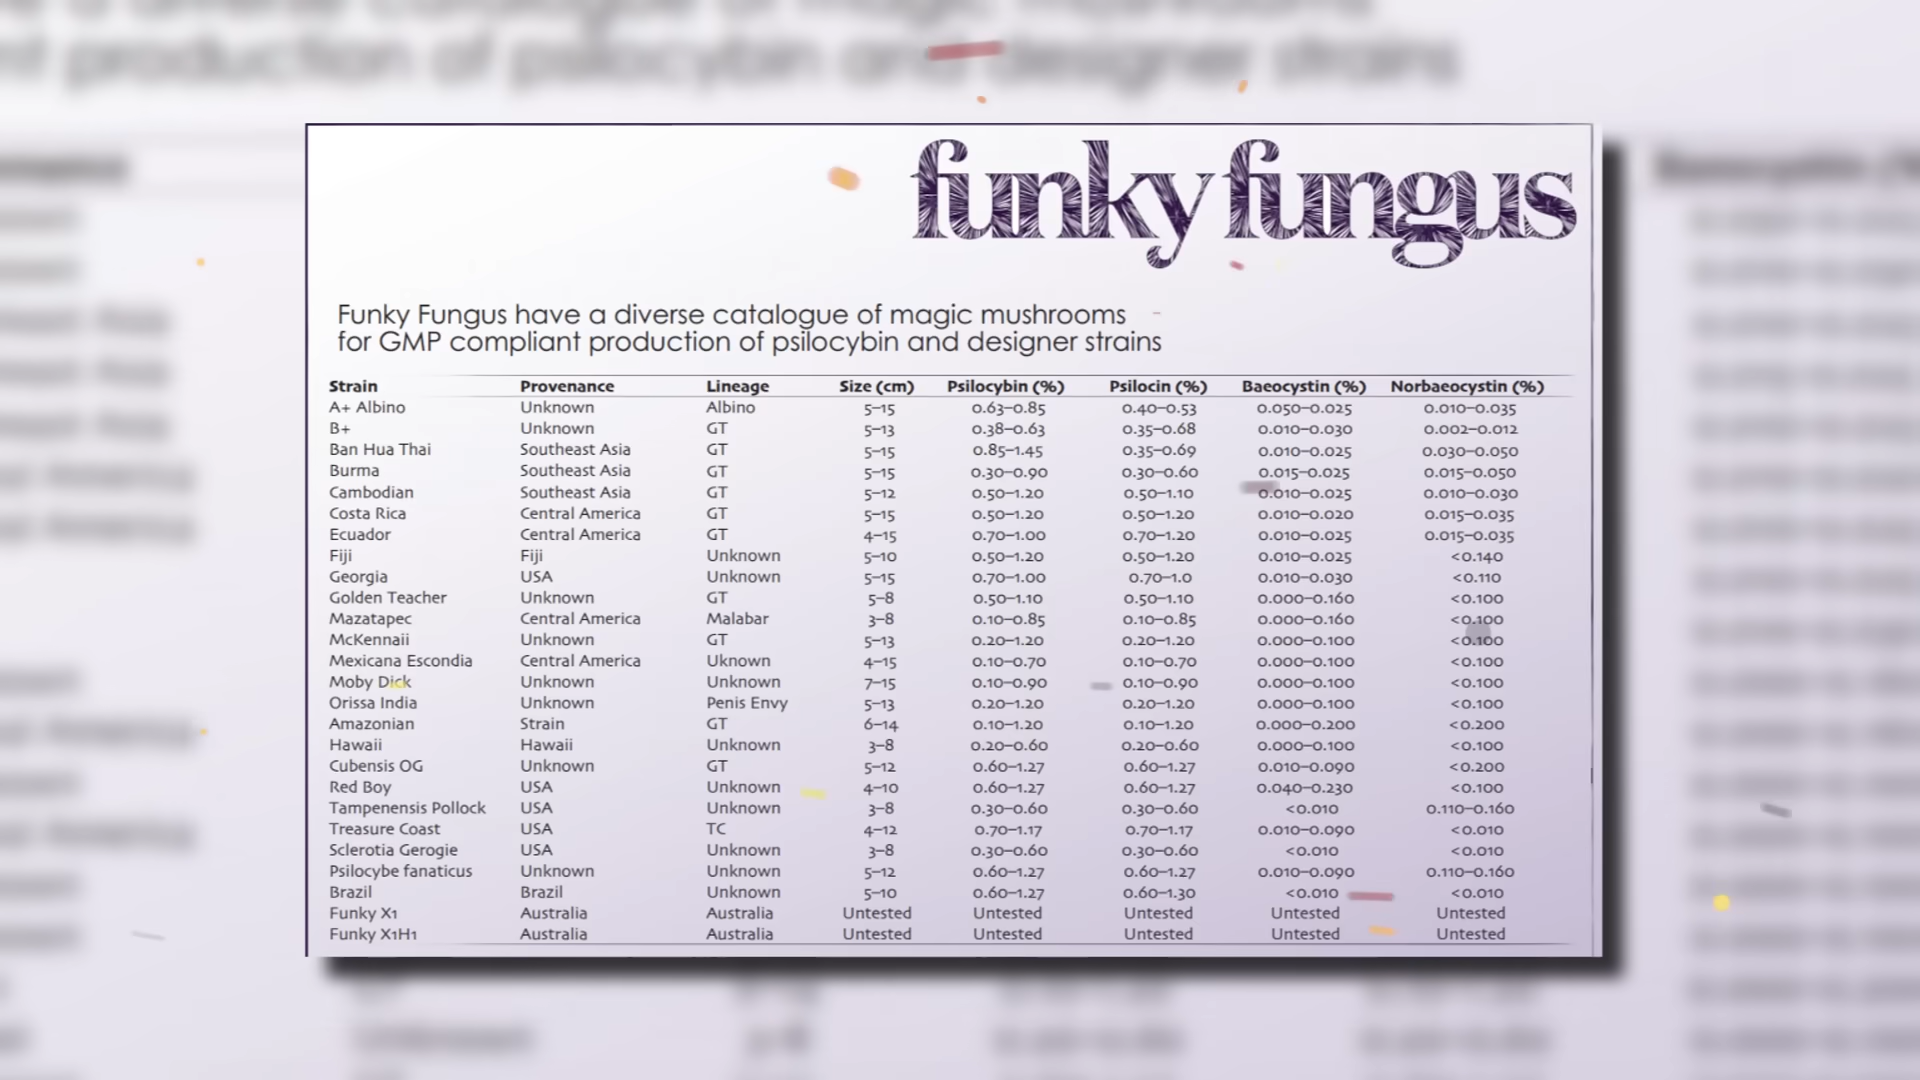 nt production of psilocybin and designer strains
funky fungus
Funky Fungus have a diverse catalogue of magic mushrooms
for GMP compliant production of psilocybin and designer strains
Strain Provenance Lineage Size (cm) Psilocybin (%) Psilocin (%) Baeocystin (%) Norbaeocystin (%)
A+ Albino Unknown Albino 5–15 0.63–0.85 0.40–0.53 0.050–0.025 0.010–0.035
B+ Unknown GT 5–13 0.38–0.63 0.35–0.68 0.010–0.030 0.002–0.012
Ban Hua Thai Southeast Asia GT 5–15 0.85–1.45 0.35–0.69 0.010–0.025 0.030–0.050
Burma Southeast Asia GT 5–15 0.30–0.90 0.30–0.60 0.015–0.025 0.015–0.050
Cambodian Southeast Asia GT 5–12 0.50–1.20 0.50–1.10 0.010–0.025 0.010–0.030
Costa Rica Central America GT 5–15 0.50–1.20 0.50–1.20 0.010–0.020 0.015–0.035
Ecuador Central America GT 4–15 0.70–1.00 0.70–1.20 0.010–0.025 0.015–0.035
Fiji Fiji Unknown 5–10 0.50–1.20 0.50–1.20 0.010–0.025 <0.140
Georgia USA Unknown 5–15 0.70–1.00 0.70–1.0 0.010–0.030 <0.110
Golden Teacher Unknown GT 5–8 0.50–1.10 0.50–1.10 0.000–0.160 <0.100
Mazatapec Central America Malabar 3–8 0.10–0.85 0.10–0.85 0.000–0.160 <0.100
McKennaii Unknown GT 5–13 0.20–1.20 0.20–1.20 0.000–0.100 <0.100
Mexicana Escondia Central America Uknown 4–15 0.10–0.70 0.10–0.70 0.000–0.100 <0.100
Moby Dick Unknown Unknown 7–15 0.10–0.90 0.10–0.90 0.000–0.100 <0.100
Orissa India Unknown Penis Envy 5–13 0.20–1.20 0.20–1.20 0.000–0.100 <0.100
Amazonian Strain GT 6–14 0.10–1.20 0.10–1.20 0.000–0.200 <0.200
Hawaii Hawaii Unknown 3–8 0.20–0.60 0.20–0.60 0.000–0.100 <0.100
Cubensis OG Unknown GT 5–12 0.60–1.27 0.60–1.27 0.010–0.090 <0.200
Red Boy USA Unknown 4–10 0.60–1.27 0.60–1.27 0.040–0.230 <0.100
Tampenensis Pollock USA Unknown 3–8 0.30–0.60 0.30–0.60 <0.010 0.110–0.160
Treasure Coast USA TC 4–12 0.70–1.17 0.70–1.17 0.010–0.090 <0.010
Sclerotia Gerogie USA Unknown 3–8 0.30–0.60 0.30–0.60 <0.010 <0.010
Psilocybe fanaticus Unknown Unknown 5–12 0.60–1.27 0.60–1.27 0.010–0.090 0.110–0.160
Brazil Brazil Unknown 5–10 0.60–1.27 0.60–1.30 <0.010 <0.010
Funky X1 Australia Australia Untested Untested Untested Untested Untested
Funky X1H1 Australia Australia Untested Untested Untested Untested Untested